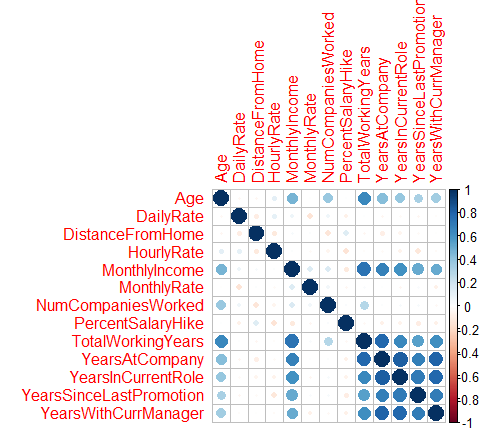 Age
DailyRate
DistanceFromHome
HourlyRate
MonthlyIncome
MonthlyRate
NumCompaniesWorked
PercentSalaryHike
TotalWorkingYears
YearsAtCompany
YearsInCurrentRole
YearsSinceLastPromotion
YearsWithCurrManager
Age
DailyRate
DistanceFromHome
HourlyRate
MonthlyIncome
MonthlyRate
NumCompaniesWorked
PercentSalaryHike
TotalWorkingYears
YearsAtCompany
YearsInCurrentRole
YearsSinceLastPromotion
YearsWithCurrManager
1
0.8
0.6
0.4
0.2
0
-0.2
-0.4
-0.6
-0.8
-1